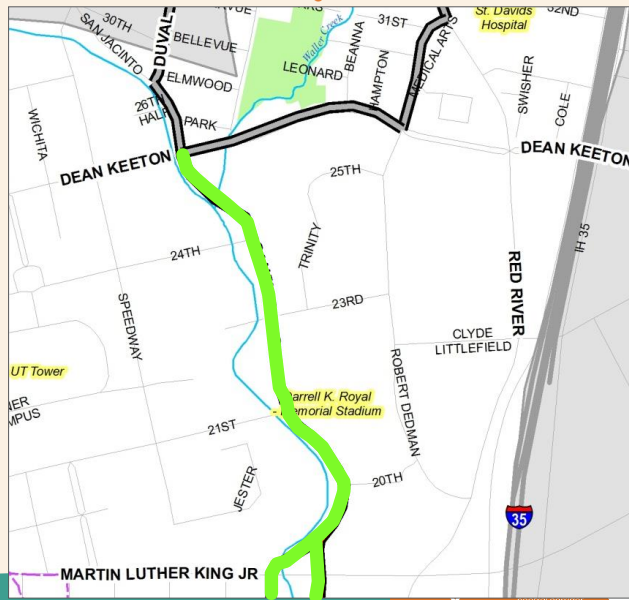 30TH
SAN JACINTO
DUVAL
BELLEVUE
31ST
St. Davids
Hospital
32ND
Waller Creek
BEANNA
LEONARD
HAMPTON
MEDICAL ARTS
ELMWOOD
26TH
HALF
PARK
SWISHER
COLE
WICHITA
DEAN KEETON
DEAN KEETON
25TH
TRINITY
24TH
IH 35
RED RIVER
SPEEDWAY
23RD
CLYDE
LITTLEFIELD
UT Tower
ROBERT DEDMAN
Darrell K. Royal
- Memorial Stadium
21ST
JESTER
20TH
35
MARTIN LUTHER KING JR